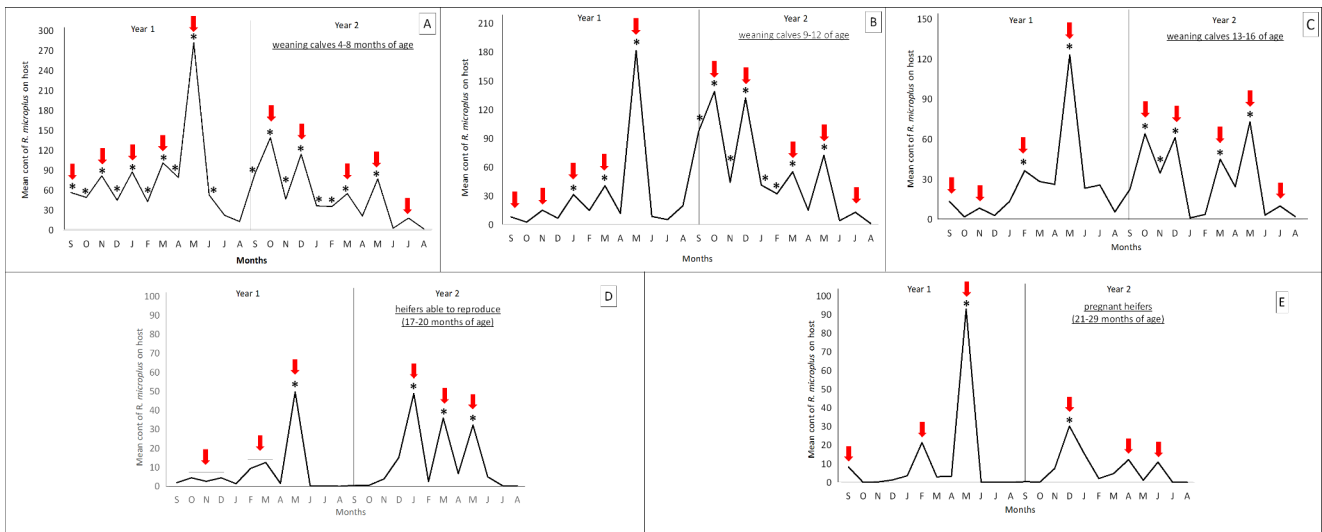 A
Year 1
Year 2
weaning calves 4-8 months of age
Mean cont of R. microplus on host
300
270
240
210
180
150
120
90
60
30
0
* * * * * * * * * * * * * * * * * * *
S O N D J F M A M J J A S O N D J F M A M J J A
Months
B
Year 1
Year 2
weaning calves 9-12 of age
Mean cont of R. microplus on host
210
180
150
120
90
60
30
0
* * * * * * * * * * *
S O N D J F M A M J J A S O N D J F M A M J J A
Months
C
Year 1
Year 2
weaning calves 13-16 of age
Mean cont of R. microplus on host
150
120
90
60
30
0
* * * * * * *
S O N D J F M A M J J A S O N D J F M A M J J A
Months
D
Year 1
Year 2
heifers able to reproduce
(17-20 months of age)
Mean cont of R. microplus on host
100
90
80
70
60
50
40
30
20
10
0
* * * *
S O N D J F M A M J J A S O N D J F M A M J J A
Months
E
Year 1
Year 2
pregnant heifers
(21-29 months of age)
Mean cont of R. microplus on host
100
90
80
70
60
50
40
30
20
10
0
* *
S O N D J F M A M J J A S O N D J F M A M J J A
Months